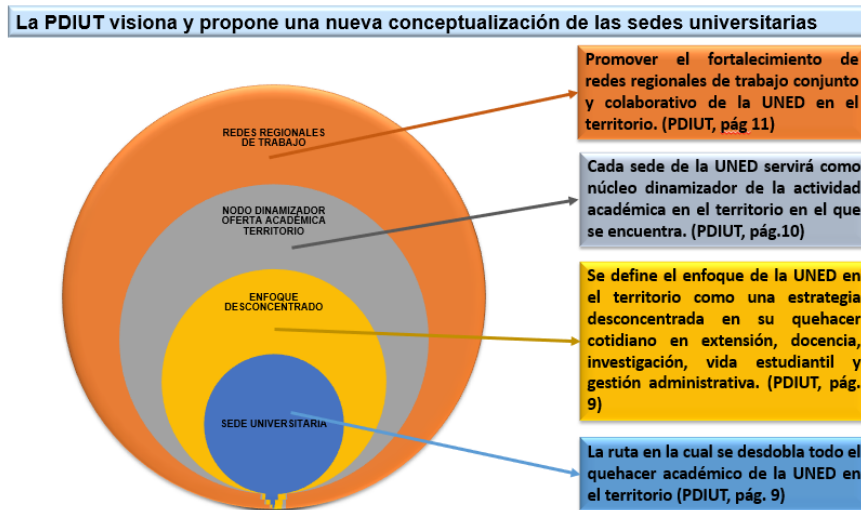 La PDIUT visiona y propone una nueva conceptualización de las sedes universitarias
REDES REGIONALES
DE TRABAJO
NODO DINAMIZADOR
OFERTA ACADÉMICA
TERRITORIO
ENFOQUE
DESCONCENTRADO
SEDE UNIVERSITARIA
Promover el fortalecimiento de
redes regionales de trabajo conjunto
y colaborativo de la UNED en el
territorio. (PDIUT, pág 11)
Cada sede de la UNED servirá como
núcleo dinamizador de la actividad
académica en el territorio en el que
se encuentra. (PDIUT, pág.10)
Se define el enfoque de la UNED en
el territorio como una estrategia
desconcentrada en su quehacer
cotidiano en extensión, docencia,
investigación, vida estudiantil y
gestión administrativa. (PDIUT, pág.
9)
La ruta en la cual se desdobla todo el
quehacer académico de la UNED en
el territorio (PDIUT, pág. 9)